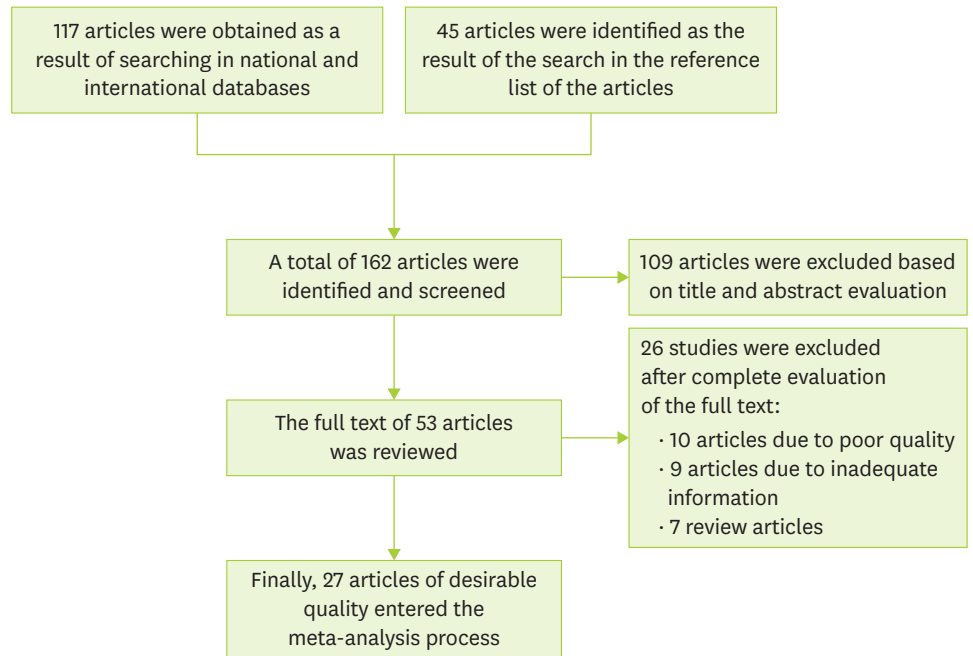 117 articles were obtained as a
result of searching in national and
international databases
45 articles were identified as the
result of the search in the reference
list of the articles
A total of 162 articles were
identified and screened
109 articles were excluded based
on title and abstract evaluation
The full text of 53 articles
was reviewed
26 studies were excluded
after complete evaluation
of the full text:
· 10 articles due to poor quality
· 9 articles due to inadequate
information
· 7 review articles
Finally, 27 articles of desirable
quality entered the
meta-analysis process